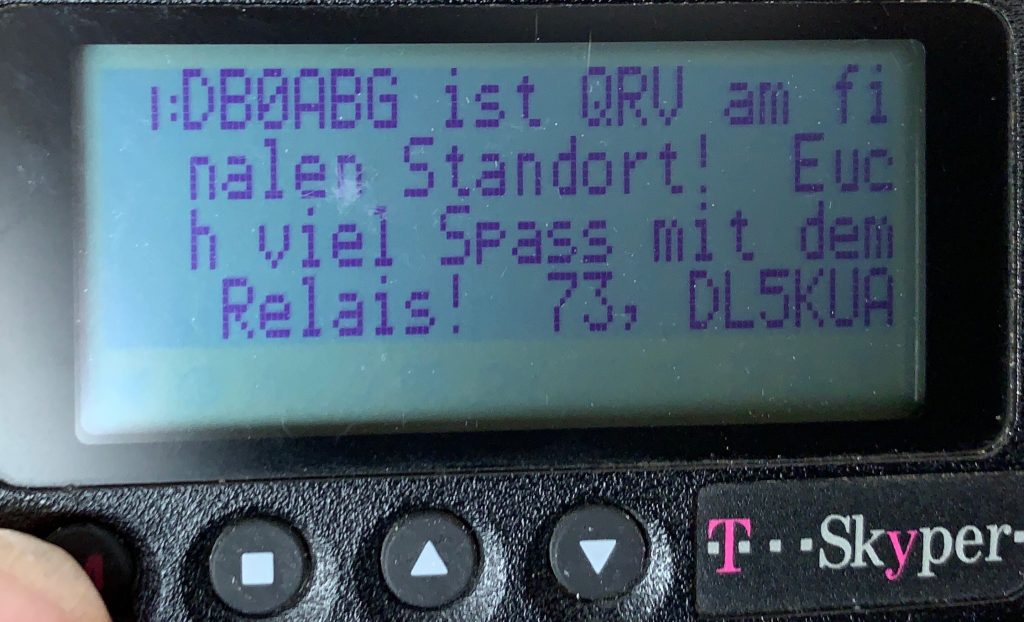 1:DB0ABG ist QRV am fi
nalen Standort!  Euc
h viel Spass mit dem
Relais!  73, DL5KUA
T···Skyper·